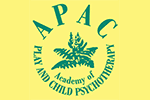 APAC
Academy of
PLAY AND CHILD PSYCHOTHERAPY